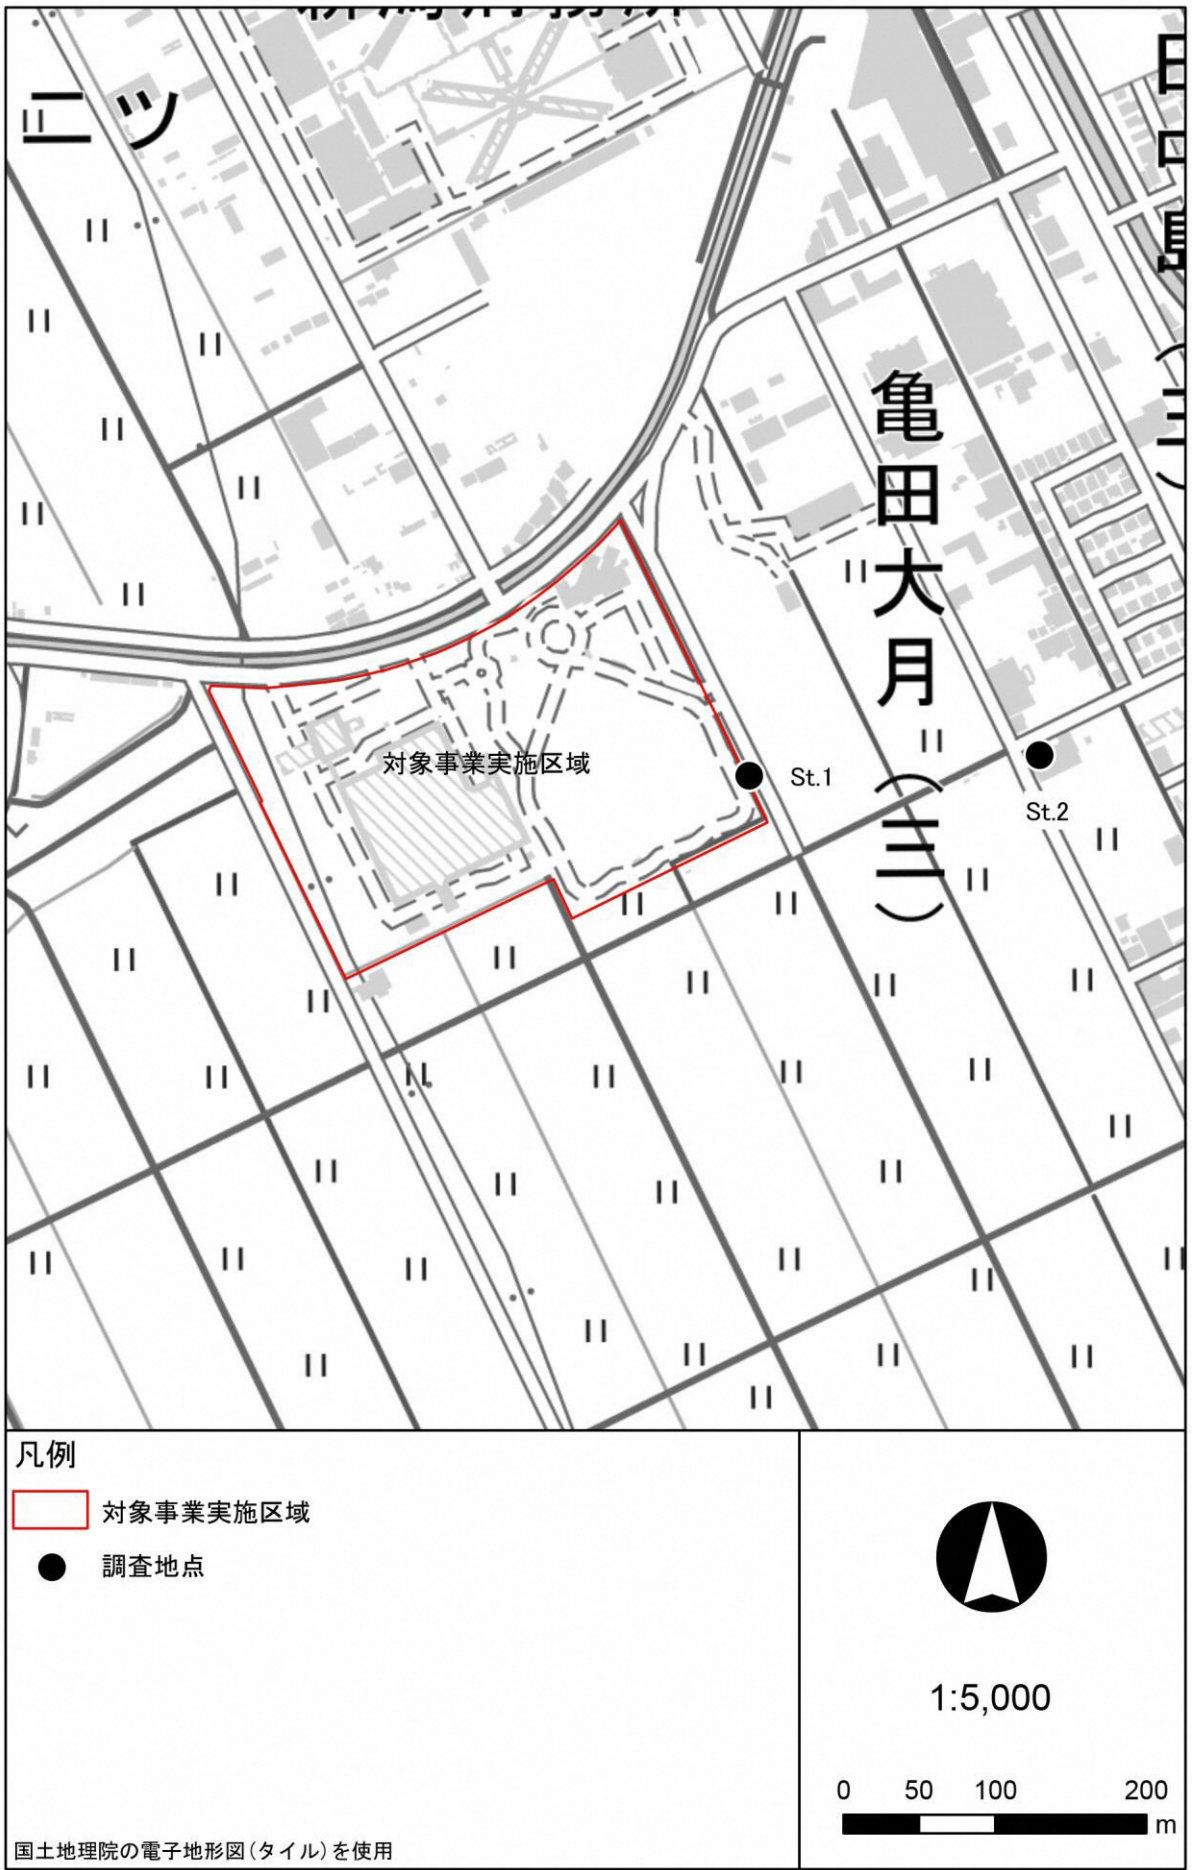 二ツ
亀田大月(三)
対象事業実施区域
St.1
St.2
凡例
対象事業実施区域
調査地点
1:5,000
0 50 100 200
m
国土地理院の電子地形図(タイル)を使用